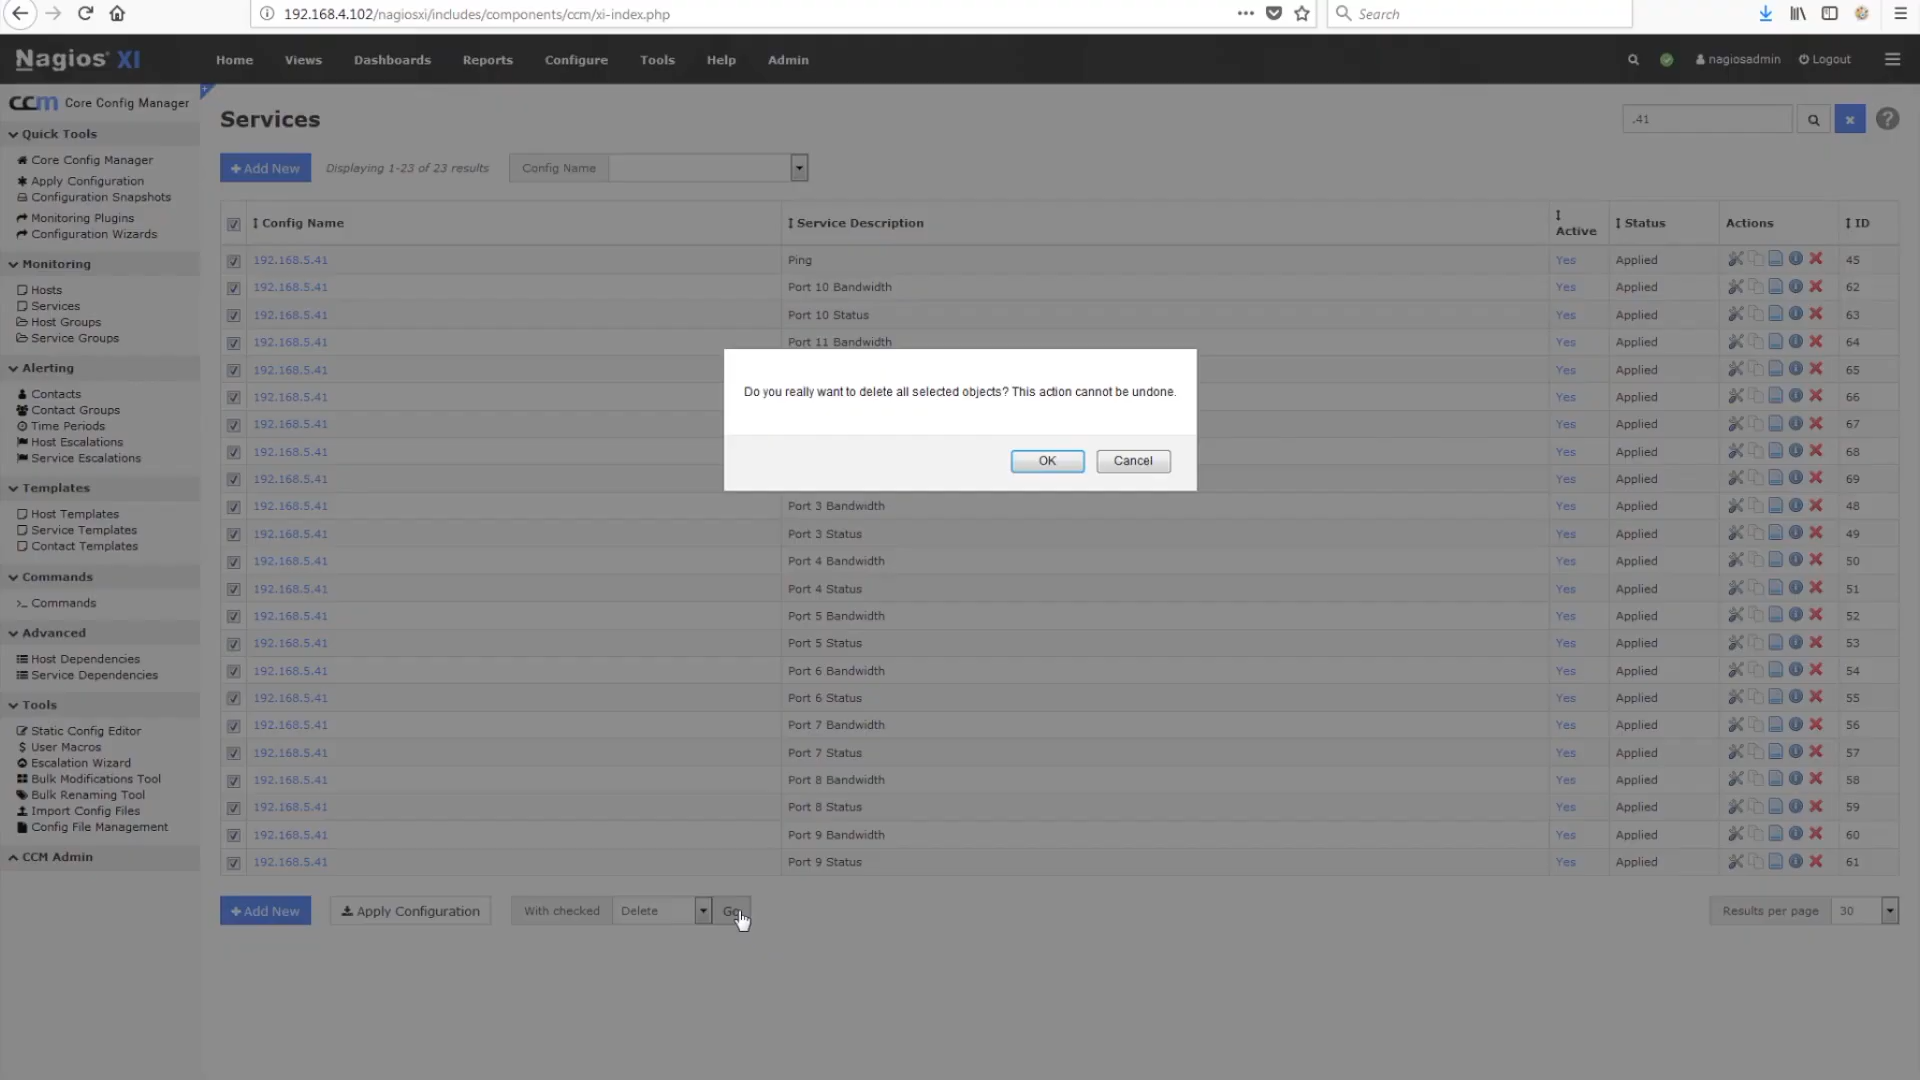 192.168.4.102/nagiosxi/includes/components/ccm/xi-index.php
Search
Nagios® XI
Home
Views
Dashboards
Reports
Configure
Tools
Help
Admin
nagiosadmin
Logout
ccm Core Config Manager
Quick Tools
Core Config Manager
Apply Configuration
Configuration Snapshots
Monitoring Plugins
Configuration Wizards
Monitoring
Hosts
Services
Host Groups
Service Groups
Alerting
Contacts
Contact Groups
Time Periods
Host Escalations
Service Escalations
Templates
Host Templates
Service Templates
Contact Templates
Commands
>_ Commands
Advanced
Host Dependencies
Service Dependencies
Tools
Static Config Editor
$ User Macros
Escalation Wizard
Bulk Modifications Tool
Bulk Renaming Tool
Import Config Files
Config File Management
CCM Admin
Services
.41
+ Add New
Displaying 1-23 of 23 results
Config Name
Config Name Service Description Active Status Actions ID
192.168.5.41 Ping Yes Applied 45
192.168.5.41 Port 10 Bandwidth Yes Applied 62
192.168.5.41 Port 10 Status Yes Applied 63
192.168.5.41 Port 11 Bandwidth Yes Applied 64
192.168.5.41 Yes Applied 65
192.168.5.41 Yes Applied 66
192.168.5.41 Yes Applied 67
192.168.5.41 Yes Applied 68
192.168.5.41 Yes Applied 69
192.168.5.41 Port 3 Bandwidth Yes Applied 48
192.168.5.41 Port 3 Status Yes Applied 49
192.168.5.41 Port 4 Bandwidth Yes Applied 50
192.168.5.41 Port 4 Status Yes Applied 51
192.168.5.41 Port 5 Bandwidth Yes Applied 52
192.168.5.41 Port 5 Status Yes Applied 53
192.168.5.41 Port 6 Bandwidth Yes Applied 54
192.168.5.41 Port 6 Status Yes Applied 55
192.168.5.41 Port 7 Bandwidth Yes Applied 56
192.168.5.41 Port 7 Status Yes Applied 57
192.168.5.41 Port 8 Bandwidth Yes Applied 58
192.168.5.41 Port 8 Status Yes Applied 59
192.168.5.41 Port 9 Bandwidth Yes Applied 60
192.168.5.41 Port 9 Status Yes Applied 61
Do you really want to delete all selected objects? This action cannot be undone.
OK
Cancel
+ Add New
Apply Configuration
With checked
Delete
Go
Results per page
30